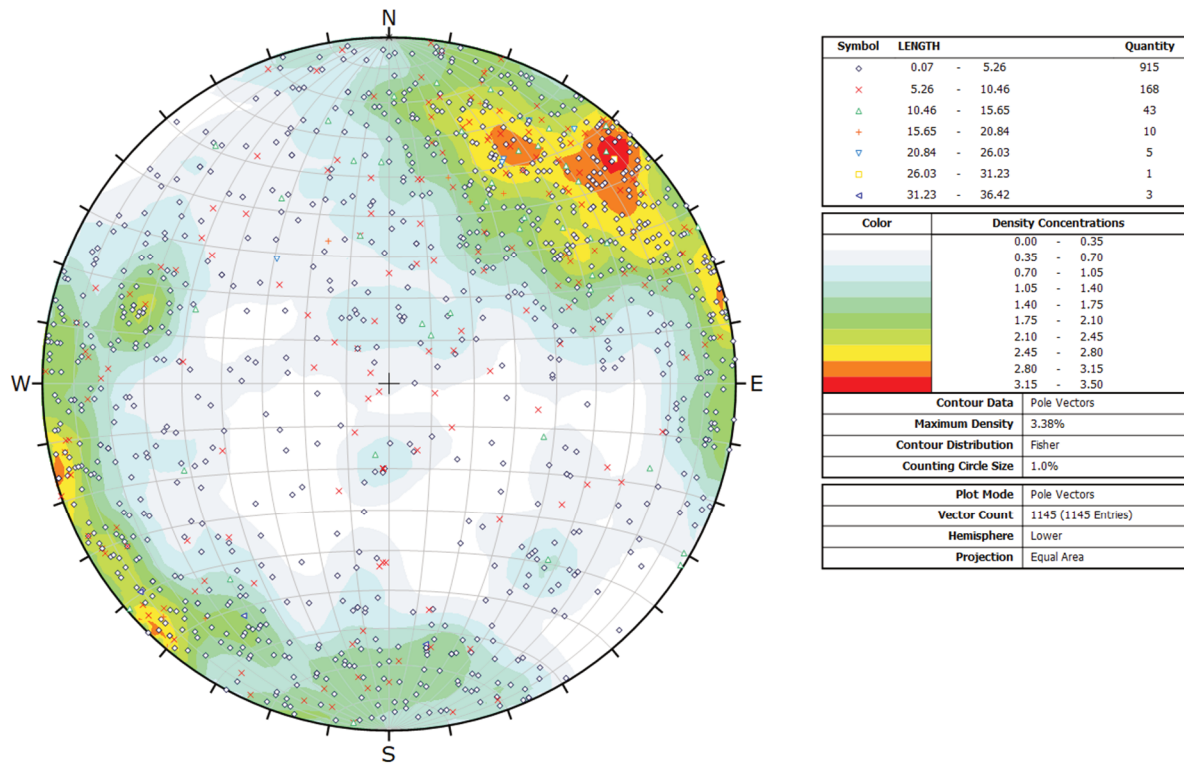 N
W
E
S
Symbol LENGTH Quantity
0.07 - 5.26 915
5.26 - 10.46 168
10.46 - 15.65 43
15.65 - 20.84 10
20.84 - 26.03 5
26.03 - 31.23 1
31.23 - 36.42 3
Color Density Concentrations
0.00 - 0.35
0.35 - 0.70
0.70 - 1.05
1.05 - 1.40
1.40 - 1.75
1.75 - 2.10
2.10 - 2.45
2.45 - 2.80
2.80 - 3.15
3.15 - 3.50
Contour Data Pole Vectors
Maximum Density 3.38%
Contour Distribution Fisher
Counting Circle Size 1.0%
Plot Mode Pole Vectors
Vector Count 1145 (1145 Entries)
Hemisphere Lower
Projection Equal Area